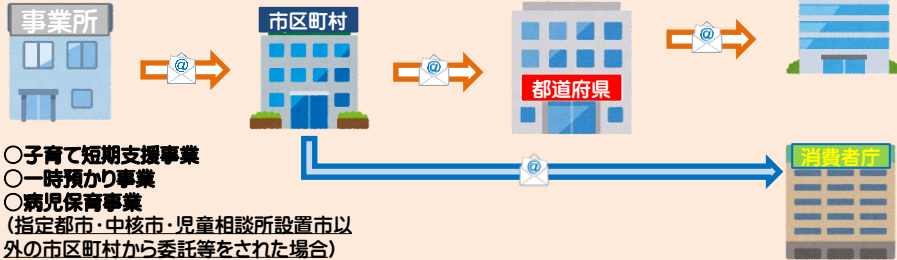 事業所
市区町村
都道府県
@
@
@
@
消費者庁
○子育て短期支援事業
○一時預かり事業
○病児保育事業
(指定都市・中核市・児童相談所設置市以
外の市区町村から委託等をされた場合)